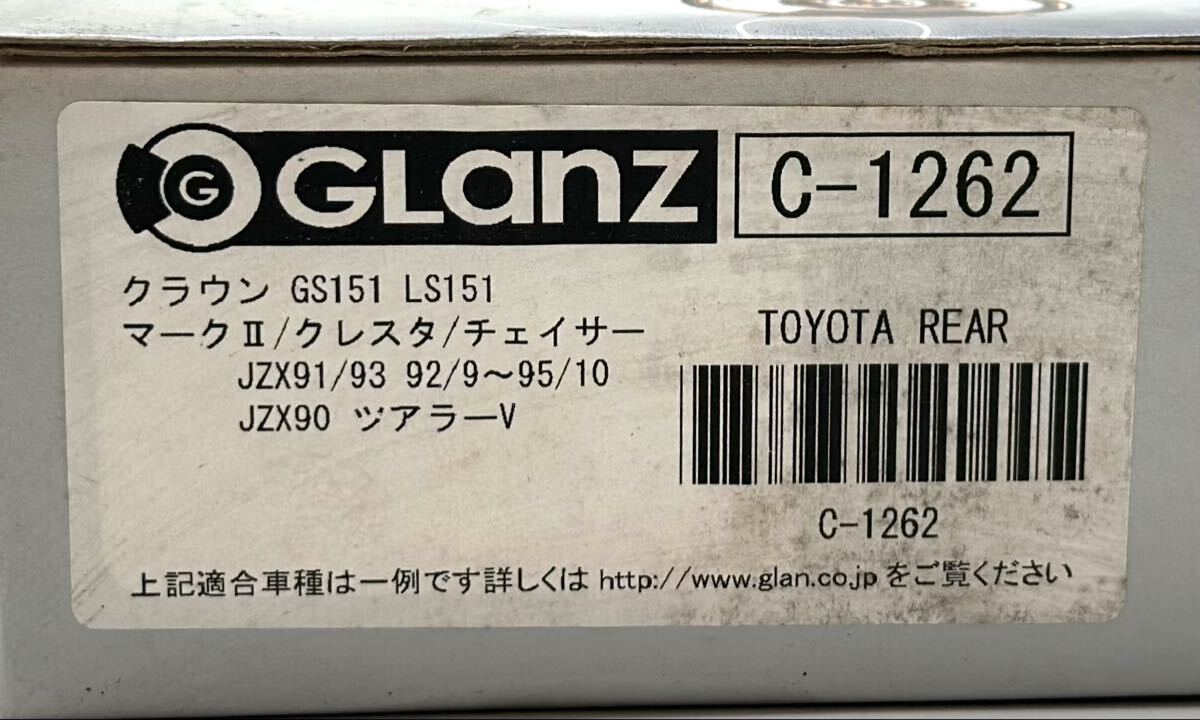 G GLanz
C-1262
クラウン GS151 LS151
マークⅡ/クレスタ/チェイサー
JZX91/93 92/9～95/10
JZX90 ツアラーV
TOYOTA REAR
C-1262
上記適合車種は一例です詳しくは http://www.glan.co.jp をご覧ください